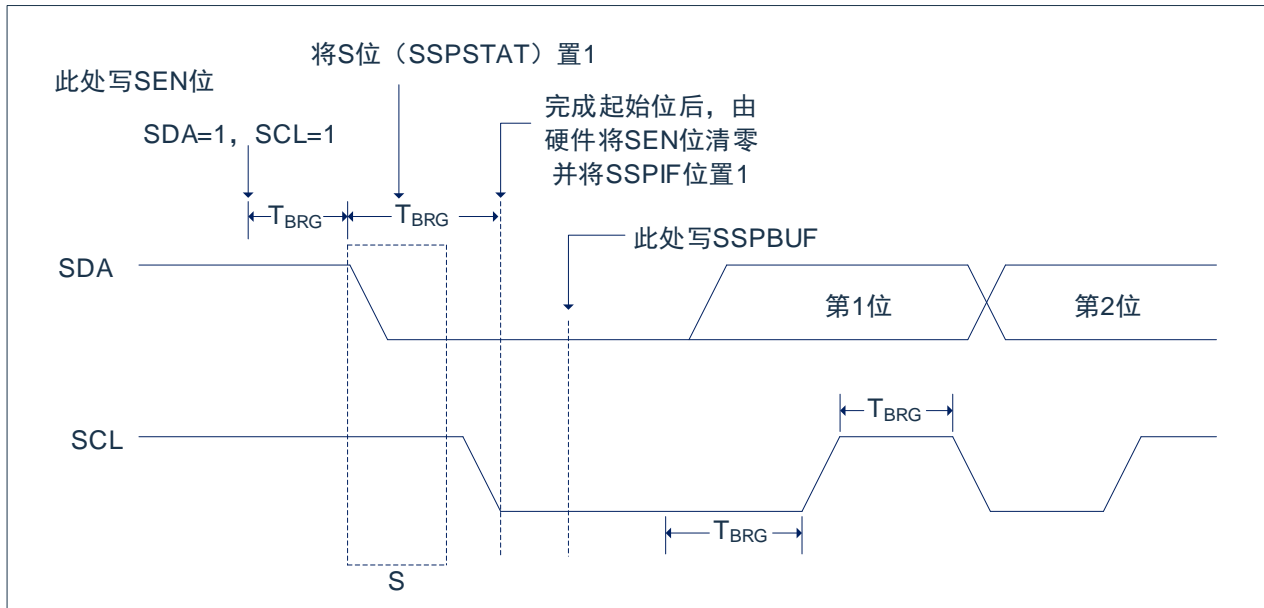 将S位（SSPSTAT）置1
此处写SEN位
SDA=1，SCL=1
完成起始位后，由
硬件将SEN位清零
并将SSPIF位置1
TBRG
TBRG
此处写SSPBUF
SDA
第1位
第2位
TBRG
SCL
TBRG
S